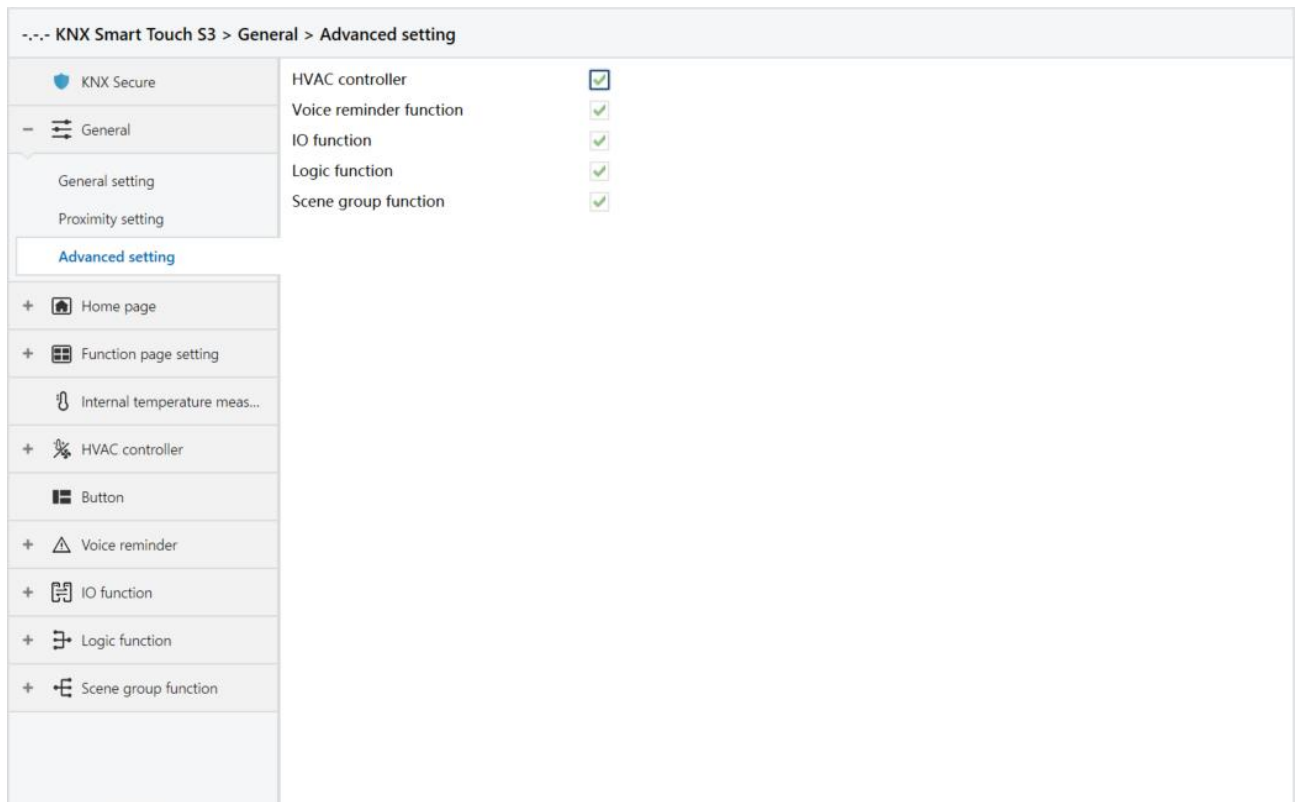 -.-.- KNX Smart Touch S3 > General > Advanced setting
KNX Secure
General
General setting
Proximity setting
Advanced setting
Home page
Function page setting
Internal temperature meas...
HVAC controller
Button
Voice reminder
IO function
Logic function
Scene group function
HVAC controller
Voice reminder function
IO function
Logic function
Scene group function